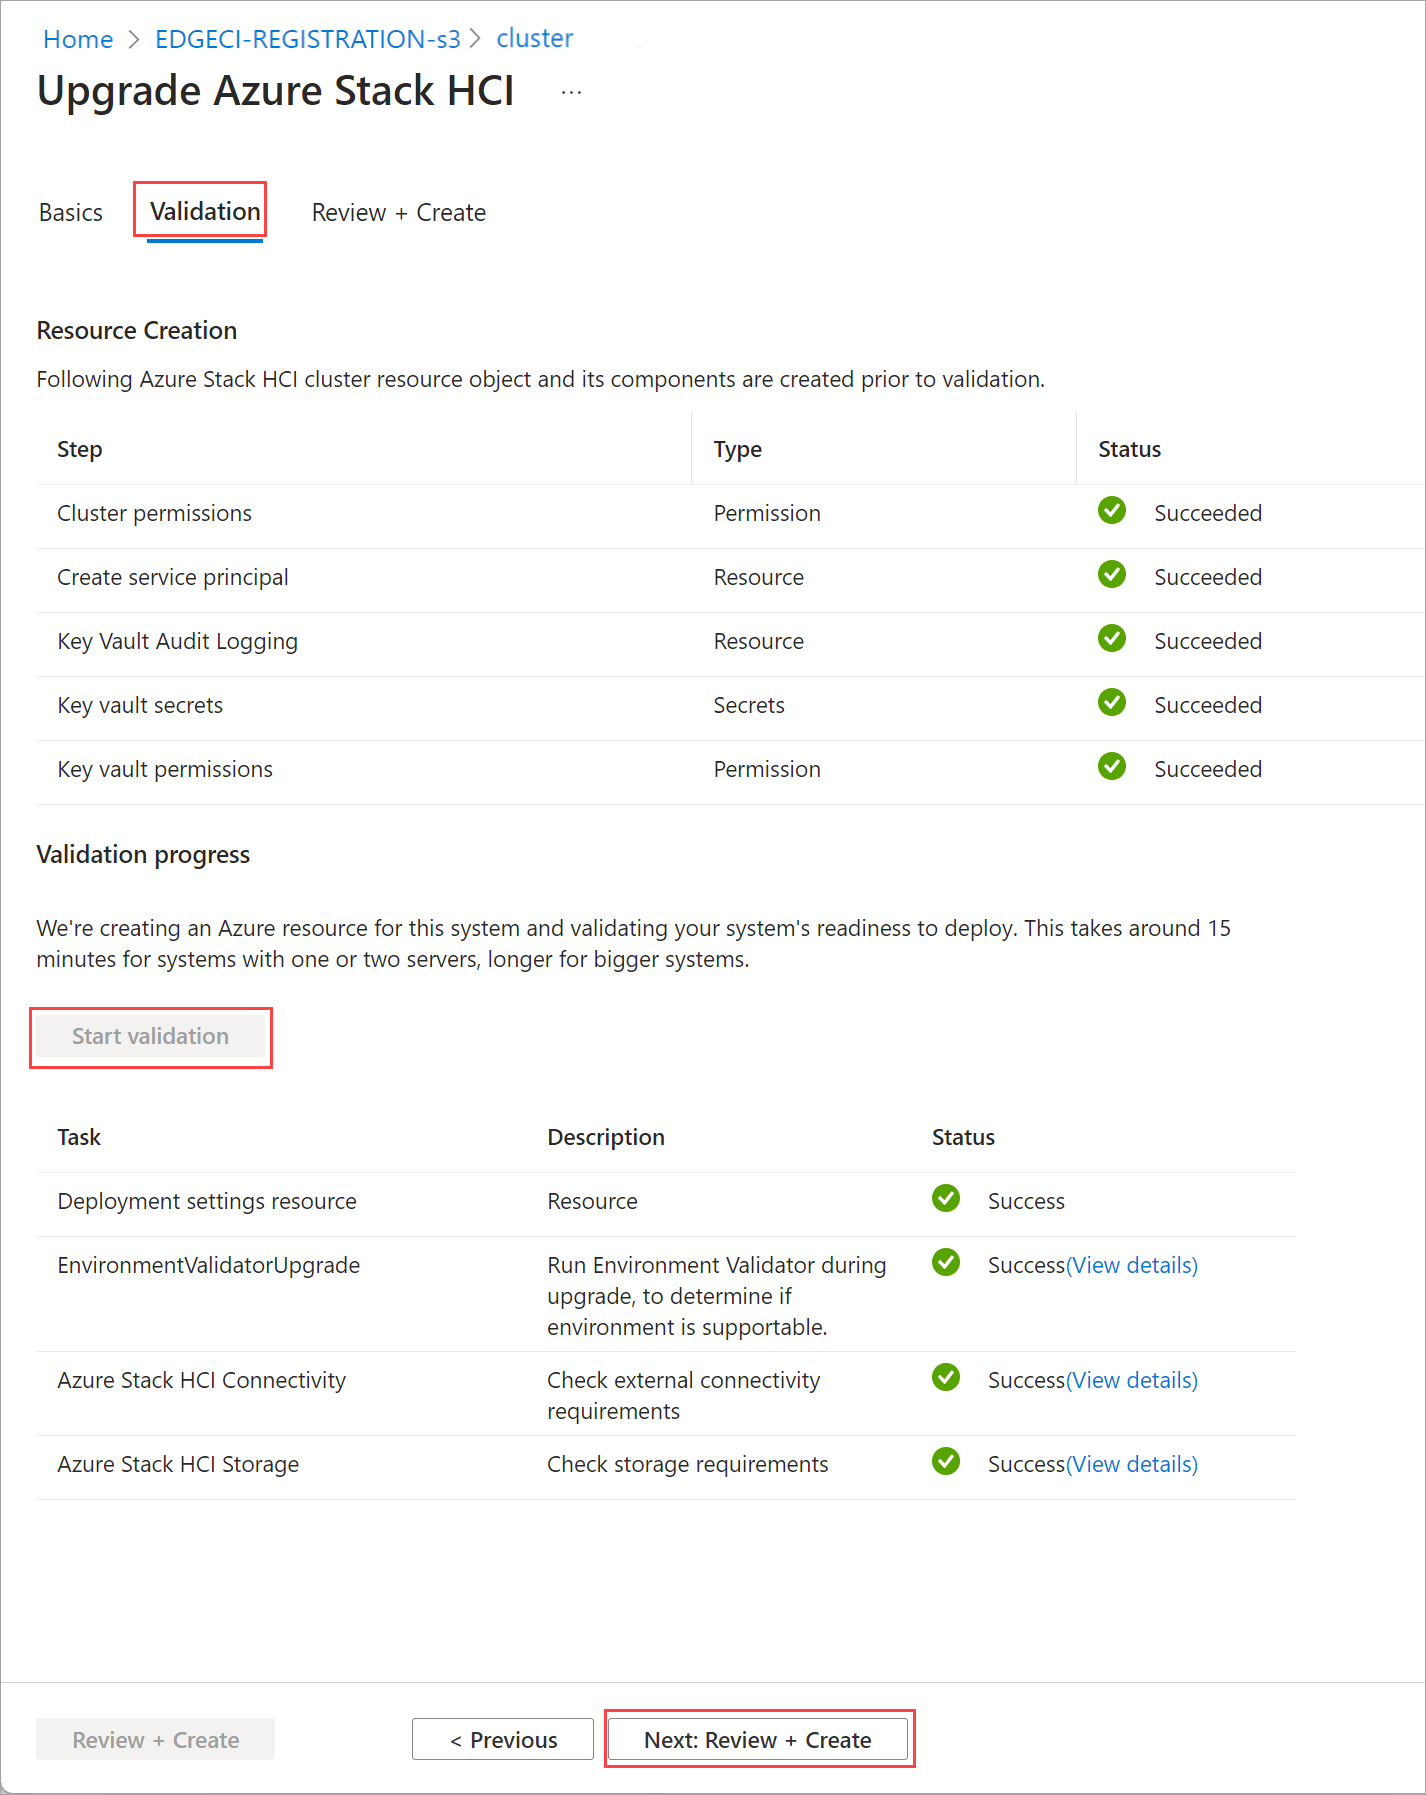 Home > EDGECI-REGISTRATION-s3 > cluster
Upgrade Azure Stack HCI ...
Basics Validation Review + Create
Resource Creation
Following Azure Stack HCI cluster resource object and its components are created prior to validation.
Step Type Status
Cluster permissions Permission Succeeded
Create service principal Resource Succeeded
Key Vault Audit Logging Resource Succeeded
Key vault secrets Secrets Succeeded
Key vault permissions Permission Succeeded
Validation progress
We're creating an Azure resource for this system and validating your system's readiness to deploy. This takes around 15
minutes for systems with one or two servers, longer for bigger systems.
Start validation
Task Description Status
Deployment settings resource Resource Success
EnvironmentValidatorUpgrade Run Environment Validator during Success(View details)
upgrade, to determine if
environment is supportable.
Azure Stack HCI Connectivity Check external connectivity Success(View details)
requirements
Azure Stack HCI Storage Check storage requirements Success(View details)
Review + Create < Previous Next: Review + Create